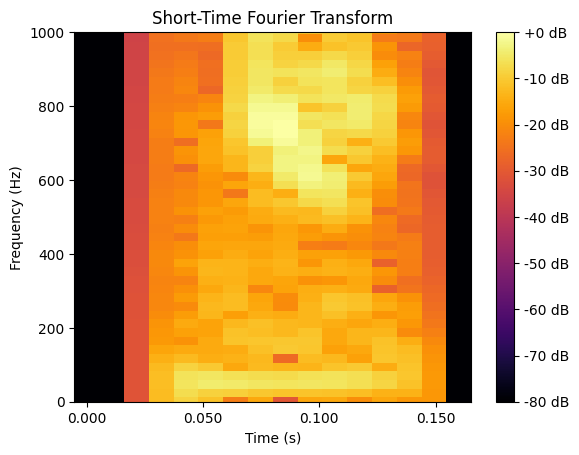 Short-Time Fourier Transform
1000
800
600
400
200
0
Frequency (Hz)
0.000
0.050
0.100
0.150
Time (s)
+0 dB
-10 dB
-20 dB
-30 dB
-40 dB
-50 dB
-60 dB
-70 dB
-80 dB